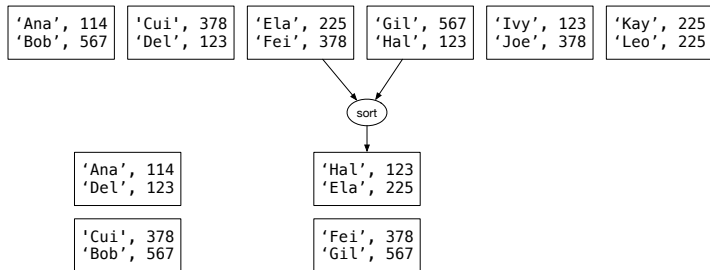 ‘Ana’, 114
‘Bob’, 567
'Cui', 378
‘Del’, 123
‘Ela’, 225
‘Fei’, 378
‘Gil’, 567
‘Hal’, 123
‘Ivy’, 123
‘Joe’, 378
‘Kay’, 225
‘Leo’, 225
sort
‘Ana’, 114
‘Del’, 123
‘Hal’, 123
‘Ela’, 225
'Cui', 378
‘Bob’, 567
‘Fei’, 378
‘Gil’, 567